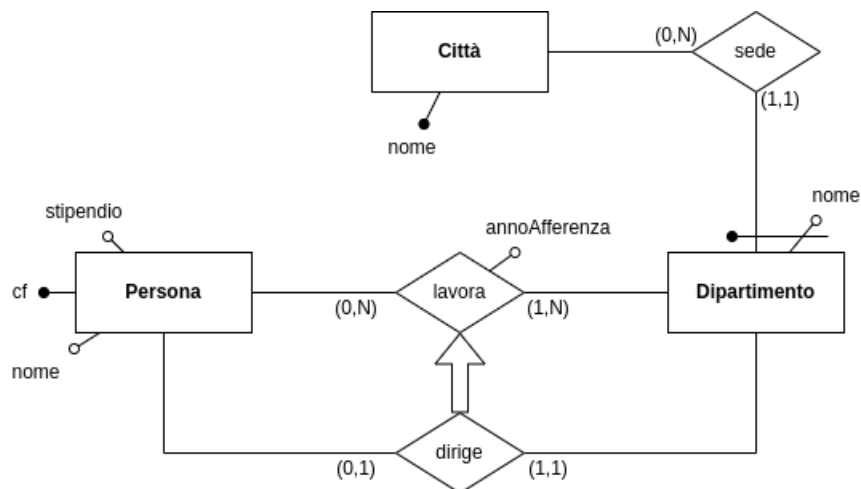 (0,N)
Città
sede
(1,1)
nome
nome
stipendio
annoAfferenza
cf
Persona
lavora
Dipartimento
(0,N)
(1,N)
nome
dirige
(0,1)
(1,1)